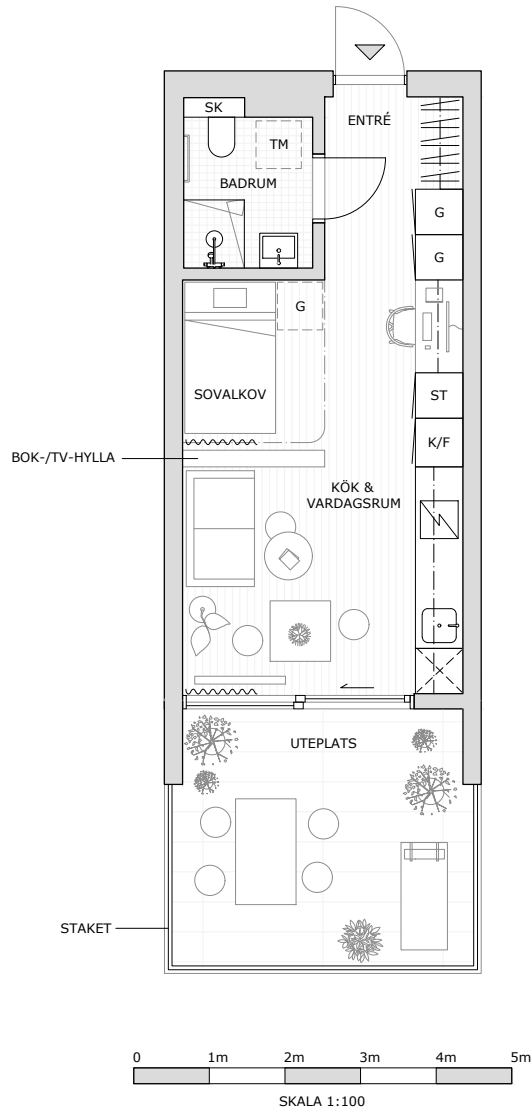 SK
ENTRÉ
TM
BADRUM
G
G
G
SOVALKOV
ST
BOK-/TV-HYLLA
K/F
KÖK &
VARDAGSRUM
UTEPLATS
STAKET
0 1m 2m 3m 4m 5m
SKALA 1:100